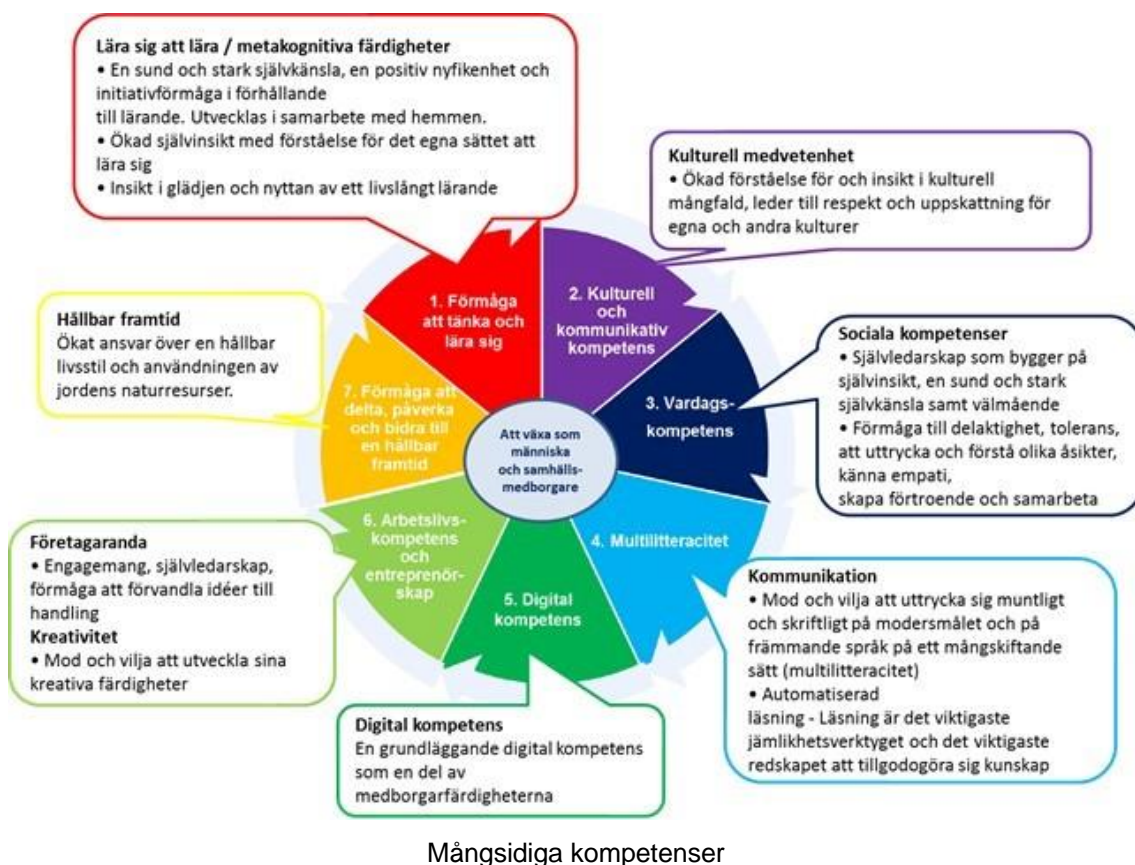 Lära sig att lära / metakognitiva färdigheter
• En sund och stark självkänsla, en positiv nyfikenhet och
initiativförmåga i förhållande
till lärande. Utvecklas i samarbete med hemmen.
• Ökad självinsikt med förståelse för det egna sättet att
lära sig
• Insikt i glädjen och nyttan av ett livslångt lärande
Kulturell medvetenhet
• Ökad förståelse för och insikt i kulturell
mångfald, leder till respekt och uppskattning för
egna och andra kulturer
Sociala kompetenser
• Självledarskap som bygger på
självinsikt, en sund och stark
självkänsla samt välmående
• Förmåga till delaktighet, tolerans,
att uttrycka och förstå olika åsikter,
känna empati,
skapa förtroende och samarbeta
Kommunikation
• Mod och vilja att uttrycka sig muntligt
och skriftligt på modersmålet och på
främmande språk på ett mångskiftande
sätt (multilitteracitet)
• Automatiserad
läsning - Läsning är det viktigaste
jämlikhetsverktyget och det viktigaste
redskapet att tillgodogöra sig kunskap
Digital kompetens
En grundläggande digital kompetens
som en del av
medborgarfärdigheterna
Företagaranda
• Engagemang, självledarskap,
förmåga att förvandla idéer till
handling
Kreativitet
• Mod och vilja att utveckla sina
kreativa färdigheter
Hållbar framtid
Ökat ansvar över en hållbar
livsstil och användningen av
jordens naturresurser.
1. Förmåga
att tänka och
lära sig
2. Kulturell
och
kommunikativ
kompetens
3. Vardags-
kompetens
4. Multilitteracitet
5. Digital
kompetens
6. Arbetslivs-
kompetens
och
entreprenör-
skap
7. Förmåga att
delta, påverka
och bidra till
en hållbar
framtid
Att växa som
människa
och samhälls-
medborgare
Mångsidiga kompetenser